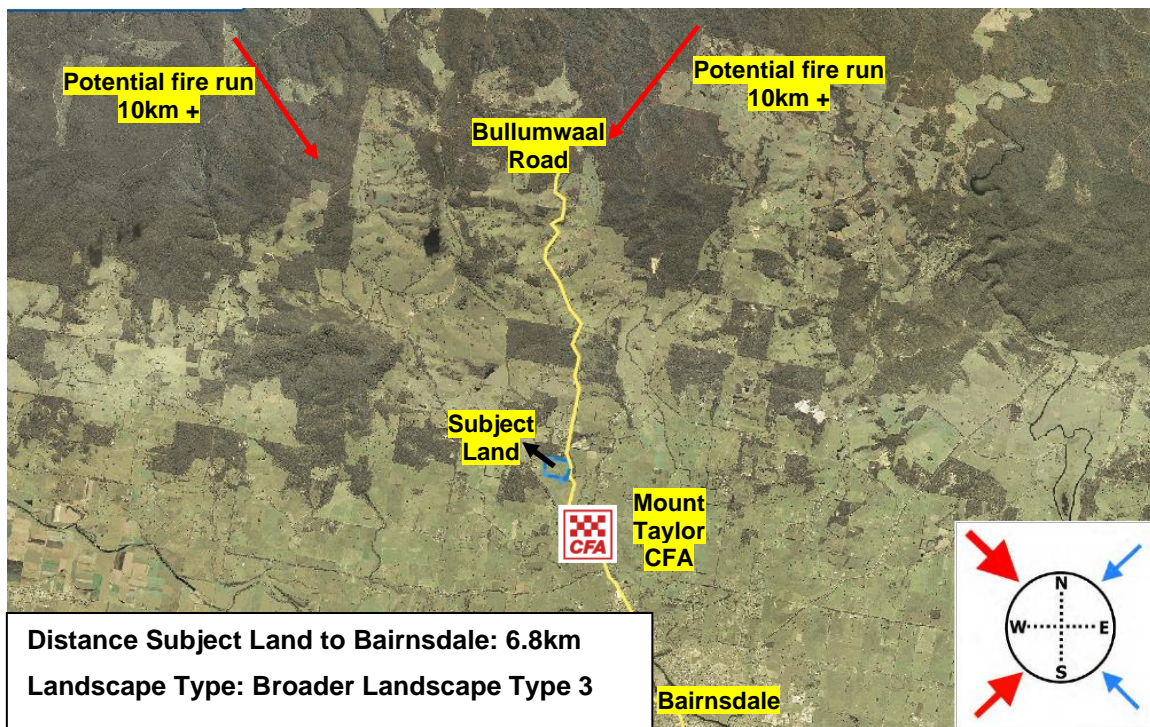 Potential fire run
10km +
Potential fire run
10km +
Bullumwaal
Road
Subject
Land
Mount
Taylor
CFA
CFA
N
W
E
S
Distance Subject Land to Bairnsdale: 6.8km
Landscape Type: Broader Landscape Type 3
Bairnsdale